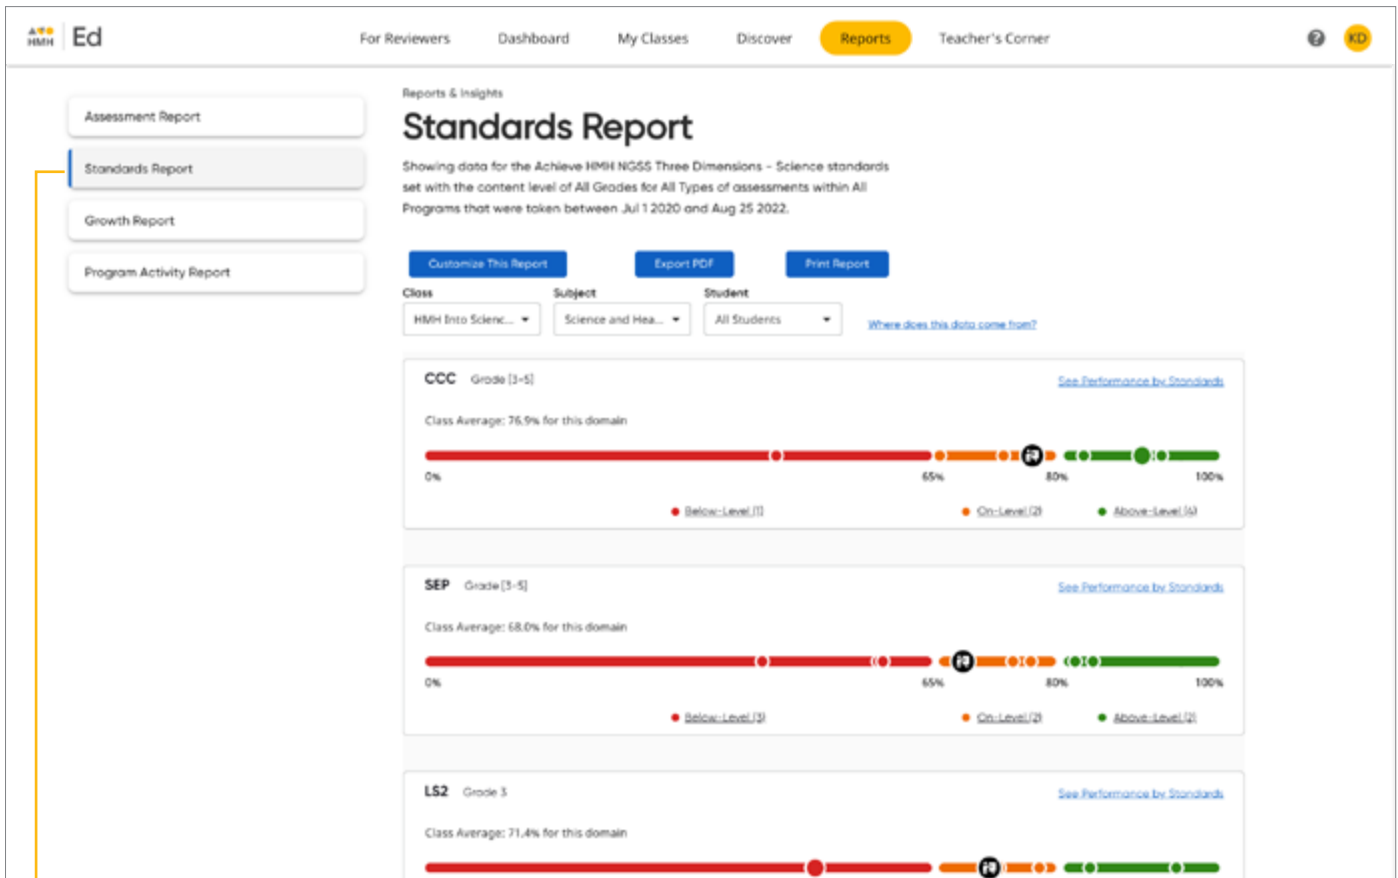 HMH Ed
For Reviewers
Dashboard
My Classes
Discover
Reports
Teacher's Corner
?
KD
Assessment Report
Standards Report
Growth Report
Program Activity Report
Reports & Insights
Standards Report
Showing data for the Achieve HMH NGSS Three Dimensions - Science standards
set with the content level of All Grades for All Types of assessments within All
Programs that were taken between Jul 1 2020 and Aug 25 2022.
Customize This Report
Export PDF
Print Report
Class
Subject
Student
HMH Into Scienc...
Science and Hea...
All Students
Where does this data come from?
CCC Grade [3-5]
See Performance by Standards
Class Average: 76.9% for this domain
0% 65% 80% 100%
Below-Level (1) On-Level (2) Above-Level (4)
SEP Grade [3-5]
See Performance by Standards
Class Average: 68.0% for this domain
0% 65% 80% 100%
Below-Level (3) On-Level (2) Above-Level (2)
LS2 Grade 3
See Performance by Standards
Class Average: 71.4% for this domain